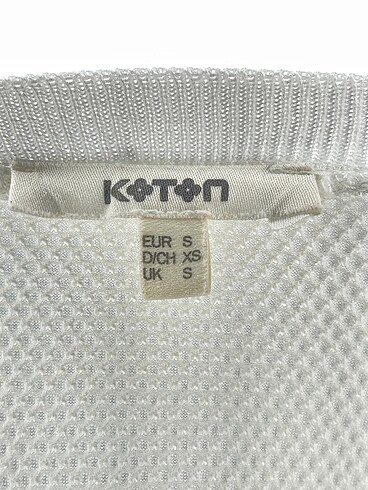 KOTON
EUR S
D/CH XS
UK S